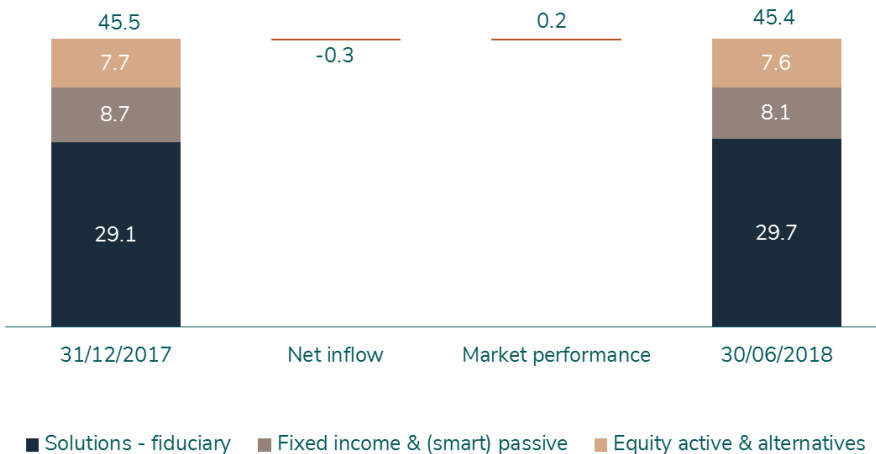 45.5
0.2
45.4
-0.3
7.7
7.6
8.7
8.1
29.1
29.7
31/12/2017
Net inflow
Market performance
30/06/2018
Solutions - fiduciary
Fixed income & (smart) passive
Equity active & alternatives